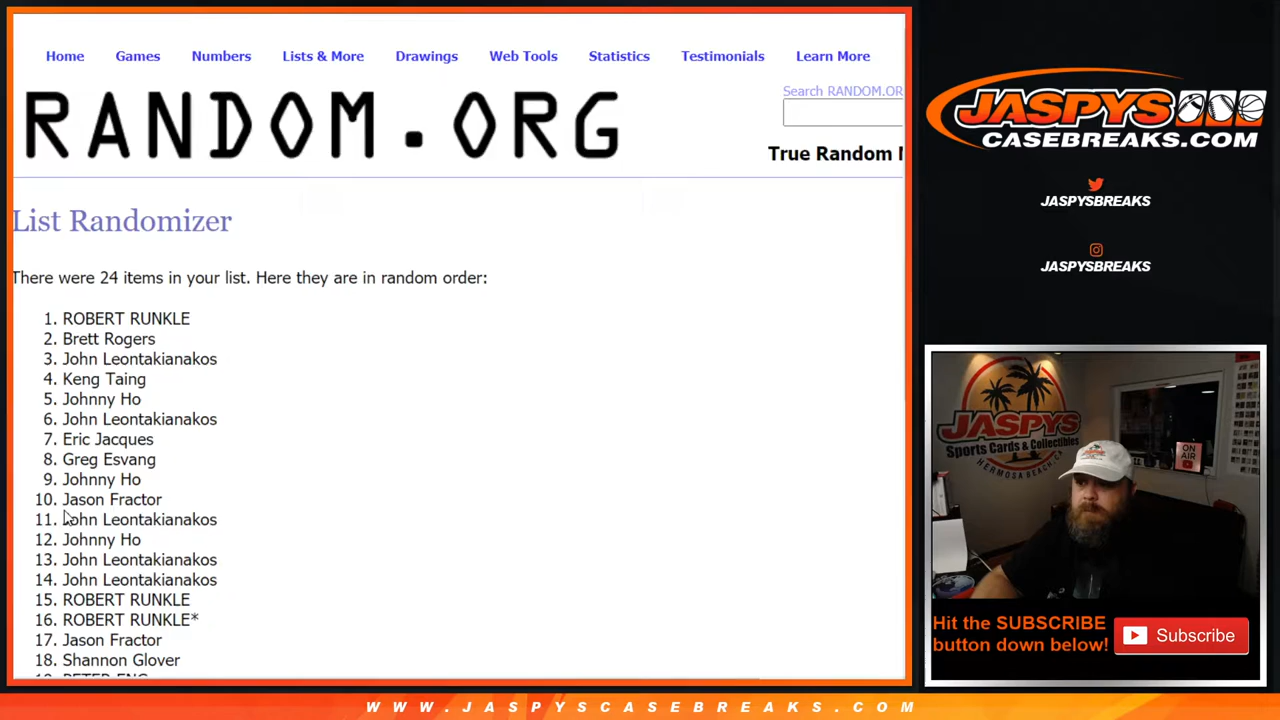 Home Games Numbers Lists & More Drawings Web Tools Statistics Testimonials Learn More
Search RANDOM.OR
RANDOM.ORG
True Random
List Randomizer
There were 24 items in your list. Here they are in random order:
1. ROBERT RUNKLE
2. Brett Rogers
3. John Leontakianakos
4. Keng Taing
5. Johnny Ho
6. John Leontakianakos
7. Eric Jacques
8. Greg Esvang
9. Johnny Ho
10. Jason Fractor
11. John Leontakianakos
12. Johnny Ho
13. John Leontakianakos
14. John Leontakianakos
15. ROBERT RUNKLE
16. ROBERT RUNKLE*
17. Jason Fractor
18. Shannon Glover
JASPYS
CASEBREAKS.COM
JASPYSBREAKS
JASPYSBREAKS
JASPYS
Sports Cards & Collectibles
HERMOSA BEACH, CA
ON AIR
Hit the SUBSCRIBE
button down below!
Subscribe
WWW.JASPYSCASEBREAKS.COM